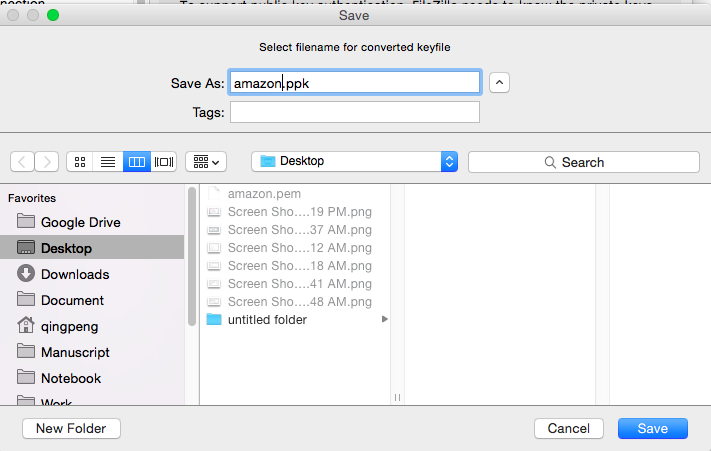 nection
To support public key authentication, FileZilla needs to know the private keys
Save
Select filename for converted keyfile
Save As: amazon.ppk
Tags:
Desktop
Search
Favorites
Google Drive
Desktop
Downloads
Document
qingpeng
Manuscript
Notebook
Work
amazon.pem
Screen Sho....19 PM.png
Screen Sho....37 AM.png
Screen Sho....12 AM.png
Screen Sho....18 AM.png
Screen Sho....41 AM.png
Screen Sho....48 AM.png
untitled folder
New Folder
Cancel
Save